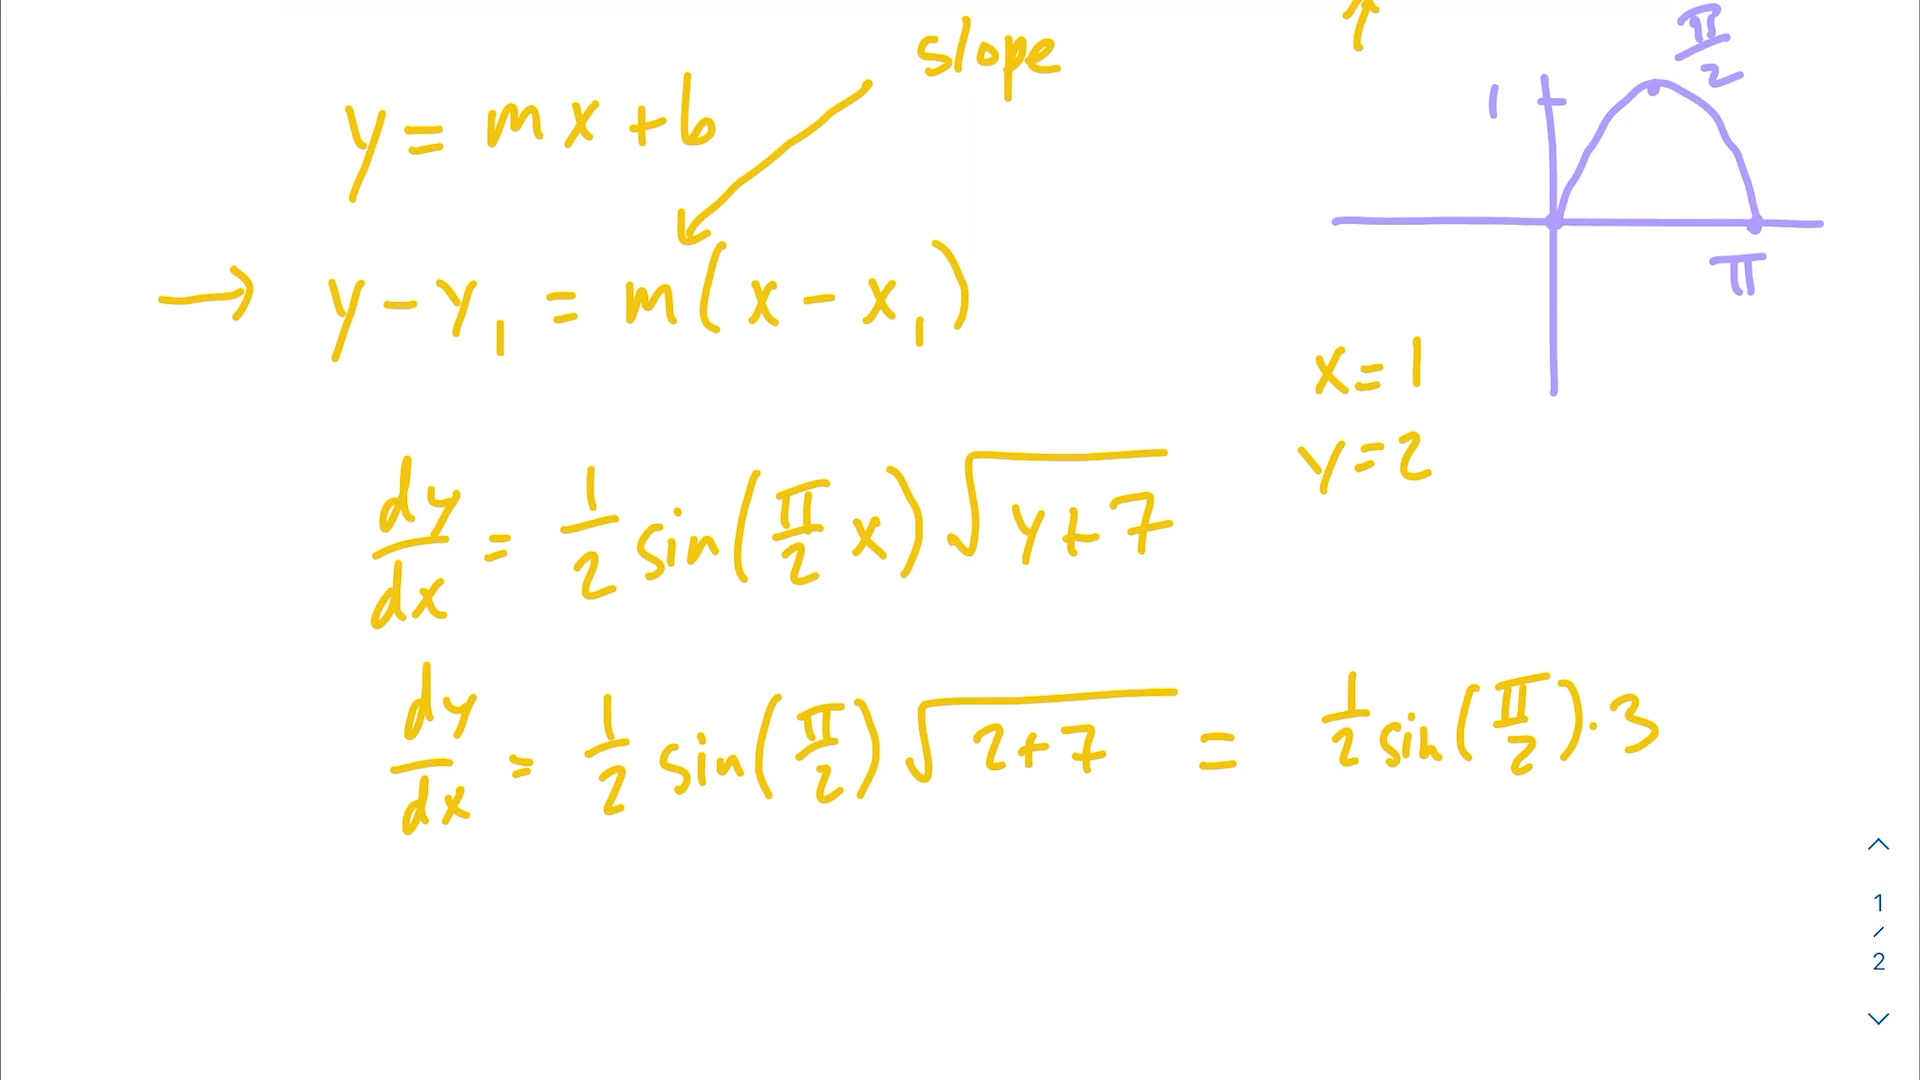 slope
y = mx + b
y - y₁ = m(x - x₁)
π/2
1
π
x = 1
y = 2
dy/dx = 1/2 sin(π/2 x) √(y+7)
dy/dx = 1/2 sin(π/2) √(2+7) = 1/2 sin(π/2) · 3
1
/
2